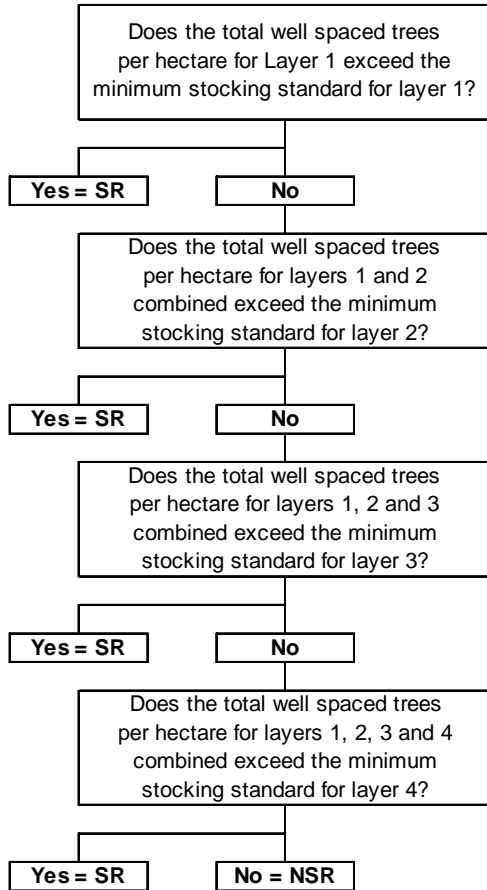 Does the total well spaced trees
per hectare for Layer 1 exceed the
minimum stocking standard for layer 1?
Yes = SR
No
Does the total well spaced trees
per hectare for layers 1 and 2
combined exceed the minimum
stocking standard for layer 2?
Yes = SR
No
Does the total well spaced trees
per hectare for layers 1, 2 and 3
combined exceed the minimum
stocking standard for layer 3?
Yes = SR
No
Does the total well spaced trees
per hectare for layers 1, 2, 3 and 4
combined exceed the minimum
stocking standard for layer 4?
Yes = SR
No = NSR